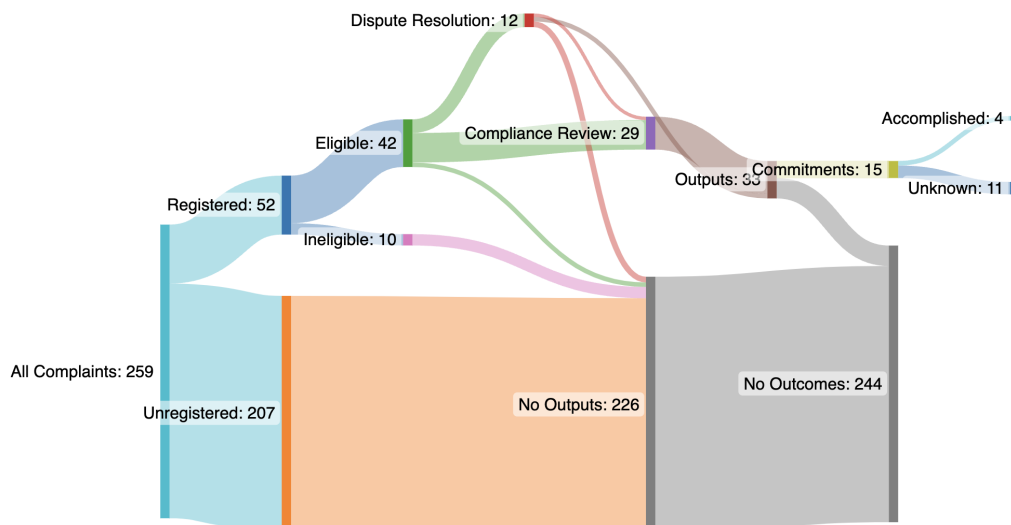 Dispute Resolution: 12
Accomplished: 4
Compliance Review: 29
Eligible: 42
Commitments: 15
Outputs: 33
Unknown: 11
Registered: 52
Ineligible: 10
All Complaints: 259
No Outcomes: 244
No Outputs: 226
Unregistered: 207